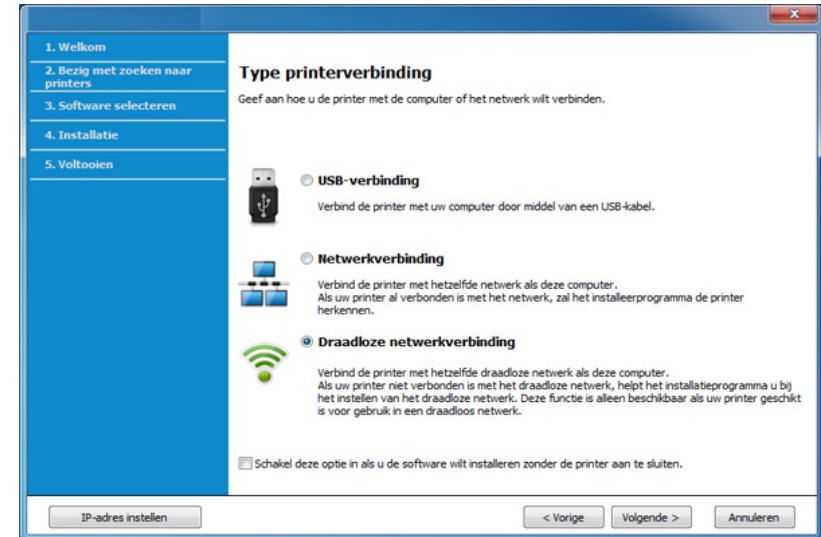 1. Welkom
2. Bezig met zoeken naar
printers
3. Software selecteren
4. Installatie
5. Voltooien
Type printerverbinding
Geef aan hoe u de printer met de computer of het netwerk wilt verbinden.
USB-verbinding
Verbind de printer met uw computer door middel van een USB-kabel.
Netwerkverbinding
Verbind de printer met hetzelfde netwerk als deze computer.
Als uw printer al verbonden is met het netwerk, zal het installeerprogramma de printer
herkennen.
Draadloze netwerkverbinding
Verbind de printer met hetzelfde draadloze netwerk als deze computer.
Als uw printer niet verbonden is met het draadloze netwerk, helpt het installatieprogramma u bij
het instellen van het draadloze netwerk. Deze functie is alleen beschikbaar als uw printer geschikt
is voor gebruik in een draadloos netwerk.
Schakel deze optie in als u de software wilt installeren zonder de printer aan te sluiten.
IP-adres instellen
< Vorige
Volgende >
Annuleren